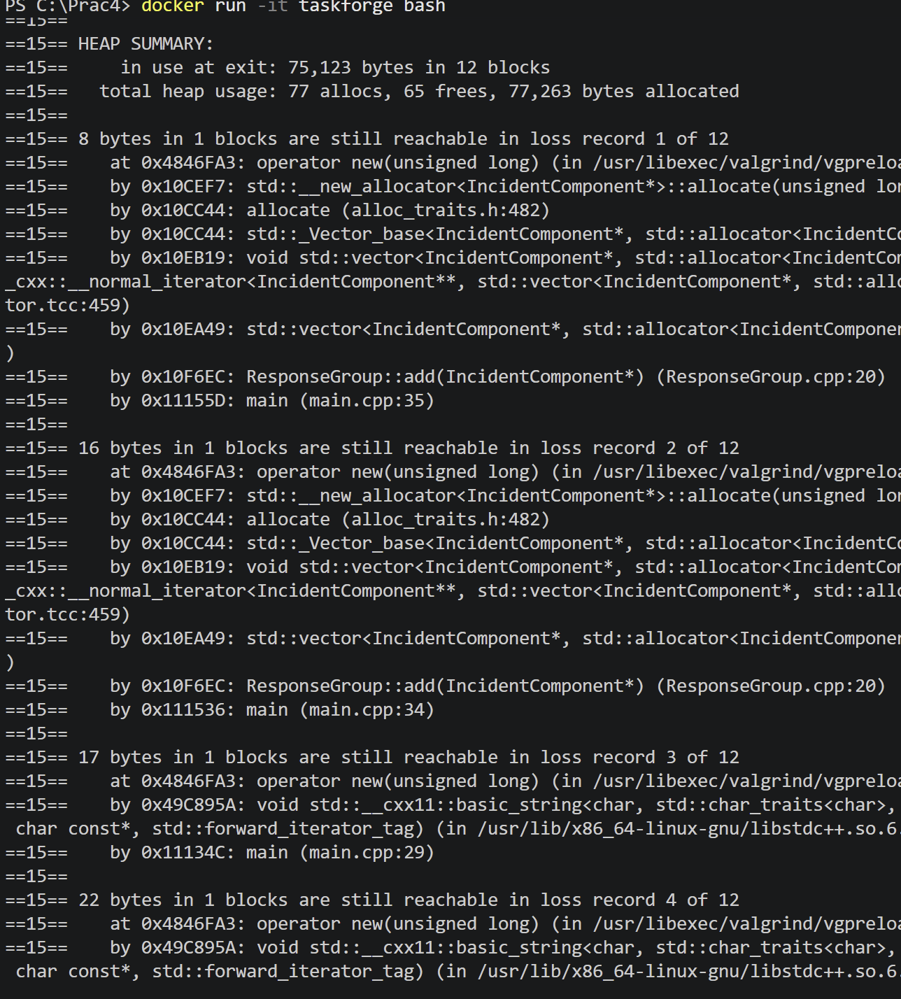 PS C:\Prac4> docker run -it taskforge bash
==15==
==15== HEAP SUMMARY:
==15==     in use at exit: 75,123 bytes in 12 blocks
==15==   total heap usage: 77 allocs, 65 frees, 77,263 bytes allocated
==15==
==15== 8 bytes in 1 blocks are still reachable in loss record 1 of 12
==15==    at 0x4846FA3: operator new(unsigned long) (in /usr/libexec/valgrind/vgpreloa
==15==    by 0x10CEF7: std::__new_allocator<IncidentComponent*>::allocate(unsigned lon
==15==    by 0x10CC44: allocate (alloc_traits.h:482)
==15==    by 0x10CC44: std::_Vector_base<IncidentComponent*, std::allocator<IncidentCo
==15==    by 0x10EB19: void std::vector<IncidentComponent*, std::allocator<IncidentCom
_cxx::__normal_iterator<IncidentComponent**, std::vector<IncidentComponent*, std::allo
tor.tcc:459)
==15==    by 0x10EA49: std::vector<IncidentComponent*, std::allocator<IncidentComponen
)
==15==    by 0x10F6EC: ResponseGroup::add(IncidentComponent*) (ResponseGroup.cpp:20)
==15==    by 0x11155D: main (main.cpp:35)
==15==
==15== 16 bytes in 1 blocks are still reachable in loss record 2 of 12
==15==    at 0x4846FA3: operator new(unsigned long) (in /usr/libexec/valgrind/vgpreloa
==15==    by 0x10CEF7: std::__new_allocator<IncidentComponent*>::allocate(unsigned lon
==15==    by 0x10CC44: allocate (alloc_traits.h:482)
==15==    by 0x10CC44: std::_Vector_base<IncidentComponent*, std::allocator<IncidentCo
==15==    by 0x10EB19: void std::vector<IncidentComponent*, std::allocator<IncidentCom
_cxx::__normal_iterator<IncidentComponent**, std::vector<IncidentComponent*, std::allo
tor.tcc:459)
==15==    by 0x10EA49: std::vector<IncidentComponent*, std::allocator<IncidentComponen
)
==15==    by 0x10F6EC: ResponseGroup::add(IncidentComponent*) (ResponseGroup.cpp:20)
==15==    by 0x111536: main (main.cpp:34)
==15==
==15== 17 bytes in 1 blocks are still reachable in loss record 3 of 12
==15==    at 0x4846FA3: operator new(unsigned long) (in /usr/libexec/valgrind/vgpreloa
==15==    by 0x49C895A: void std::__cxx11::basic_string<char, std::char_traits<char>,
 char const*, std::forward_iterator_tag) (in /usr/lib/x86_64-linux-gnu/libstdc++.so.6.
==15==    by 0x11134C: main (main.cpp:29)
==15==
==15== 22 bytes in 1 blocks are still reachable in loss record 4 of 12
==15==    at 0x4846FA3: operator new(unsigned long) (in /usr/libexec/valgrind/vgpreloa
==15==    by 0x49C895A: void std::__cxx11::basic_string<char, std::char_traits<char>,
 char const*, std::forward_iterator_tag) (in /usr/lib/x86_64-linux-gnu/libstdc++.so.6.